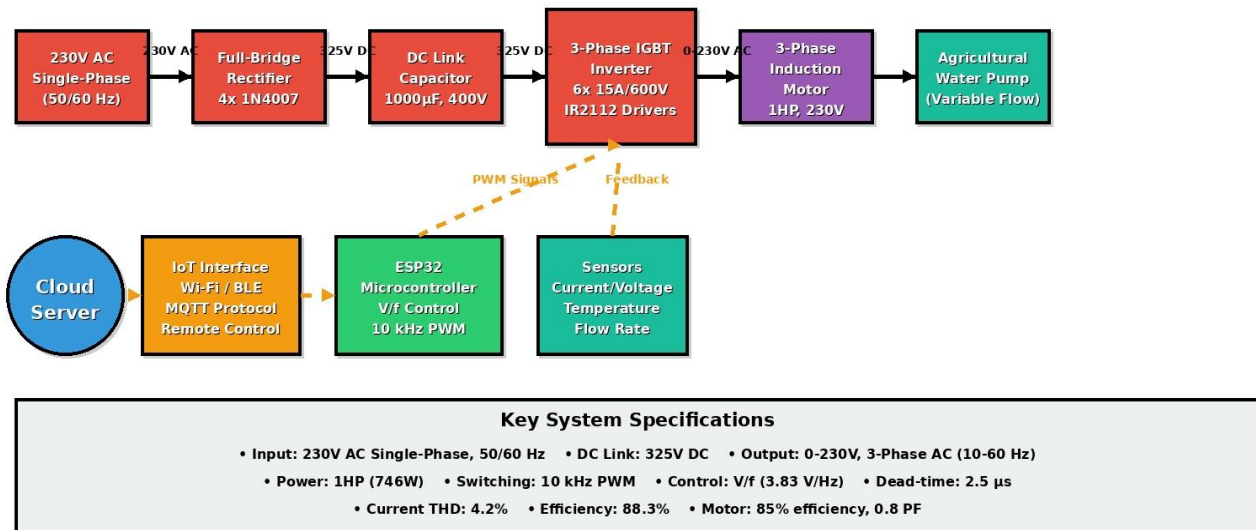 230V AC
Single-Phase
(50/60 Hz)
230V AC
Full-Bridge
Rectifier
4x 1N4007
325V DC
DC Link
Capacitor
1000µF, 400V
325V DC
3-Phase IGBT
Inverter
6x 15A/600V
IR2112 Drivers
0-230V AC
3-Phase
Induction
Motor
1HP, 230V
Agricultural
Water Pump
(Variable Flow)
PWM Signals
Feedback
Cloud
Server
IoT Interface
Wi-Fi / BLE
MQTT Protocol
Remote Control
ESP32
Microcontroller
V/f Control
10 kHz PWM
Sensors
Current/Voltage
Temperature
Flow Rate
Key System Specifications
• Input: 230V AC Single-Phase, 50/60 Hz • DC Link: 325V DC • Output: 0-230V, 3-Phase AC (10-60 Hz)
• Power: 1HP (746W) • Switching: 10 kHz PWM • Control: V/f (3.83 V/Hz) • Dead-time: 2.5 µs
• Current THD: 4.2% • Efficiency: 88.3% • Motor: 85% efficiency, 0.8 PF